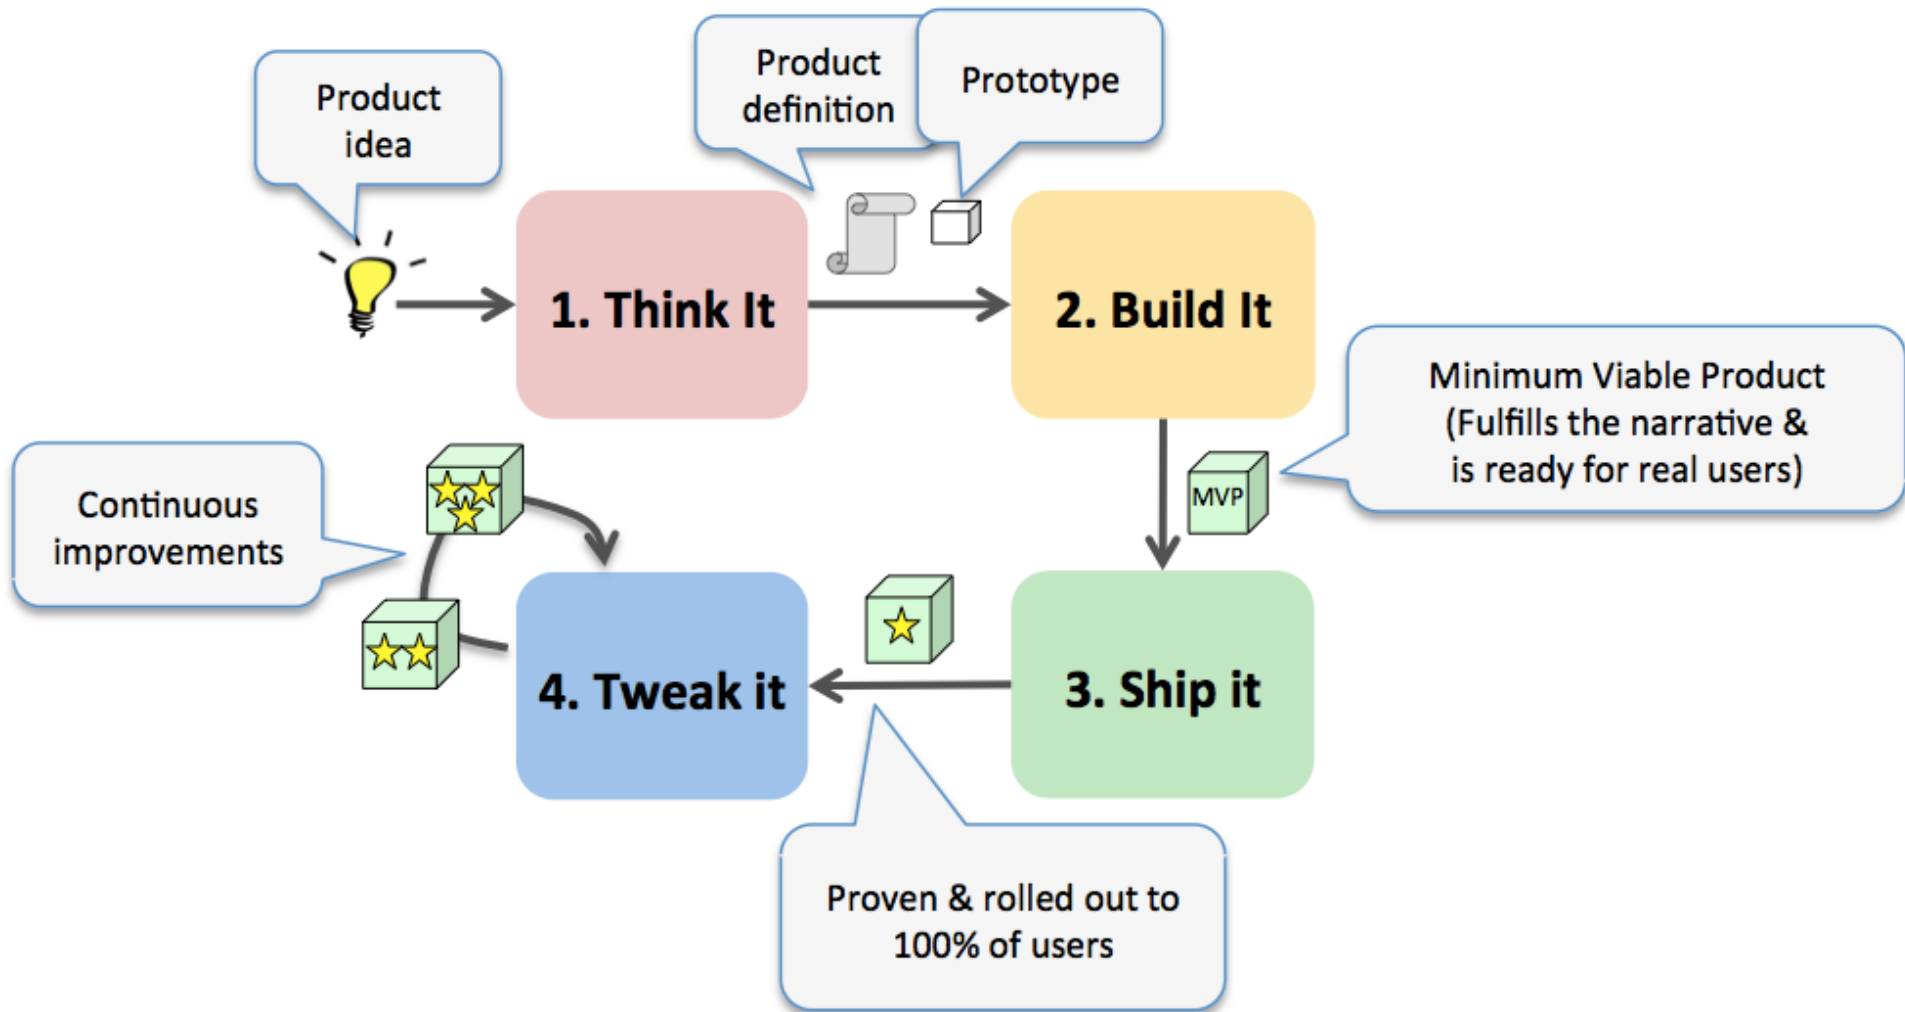 Product
idea
Product
definition
Prototype
1. Think It
2. Build It
Minimum Viable Product
(Fulfills the narrative &
is ready for real users)
MVP
Continuous
improvements
4. Tweak it
3. Ship it
Proven & rolled out to
100% of users